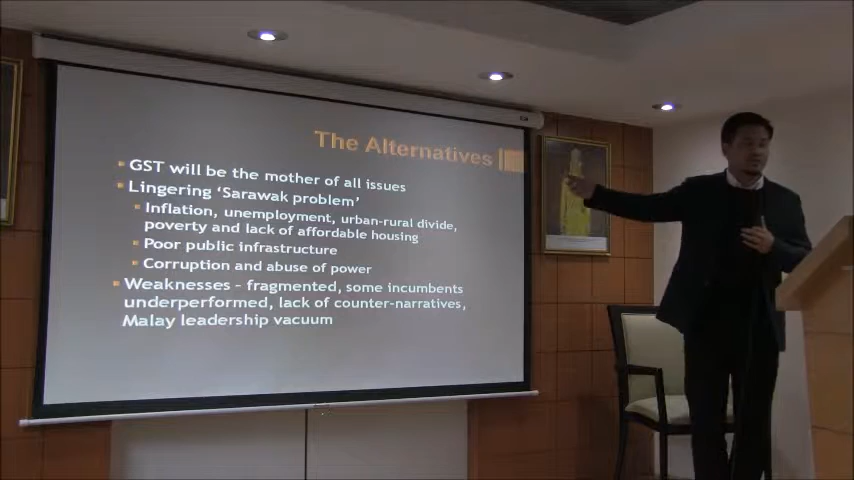 The Alternatives
GST will be the mother of all issues
Lingering ‘Sarawak problem’
Inflation, unemployment, urban-rural divide,
poverty and lack of affordable housing
Poor public infrastructure
Corruption and abuse of power
Weaknesses – fragmented, some incumbents
underperformed, lack of counter-narratives,
Malay leadership vacuum